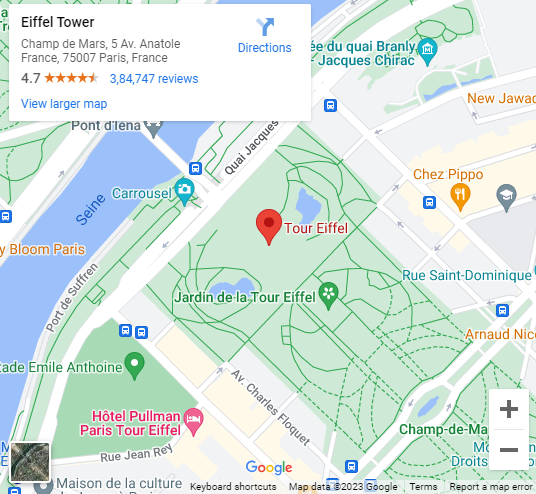 Eiffel Tower
Champ de Mars, 5 Av. Anatole
France, 75007 Paris, France
4.7
3,84,747 reviews
View larger map
Directions
ée du quai Branly
- Jacques Chirac
New Jawad
Pont d'Iéna
Quai Jacques
Chez Pippo
Carrousel
Seine
Tour Eiffel
y Bloom Paris
Port de Suffren
Rue Saint-Dominique
Jardin de la Tour Eiffel
Arnaud Nico
tade Emile Anthoine
Av. Charles Floquet
Hôtel Pullman
Paris Tour Eiffel
Champ-de-Ma
Rue Jean Rey
Droits
Maison de la culture
Google
Keyboard shortcuts
Map data ©2023 Google
Terms
Report a map error